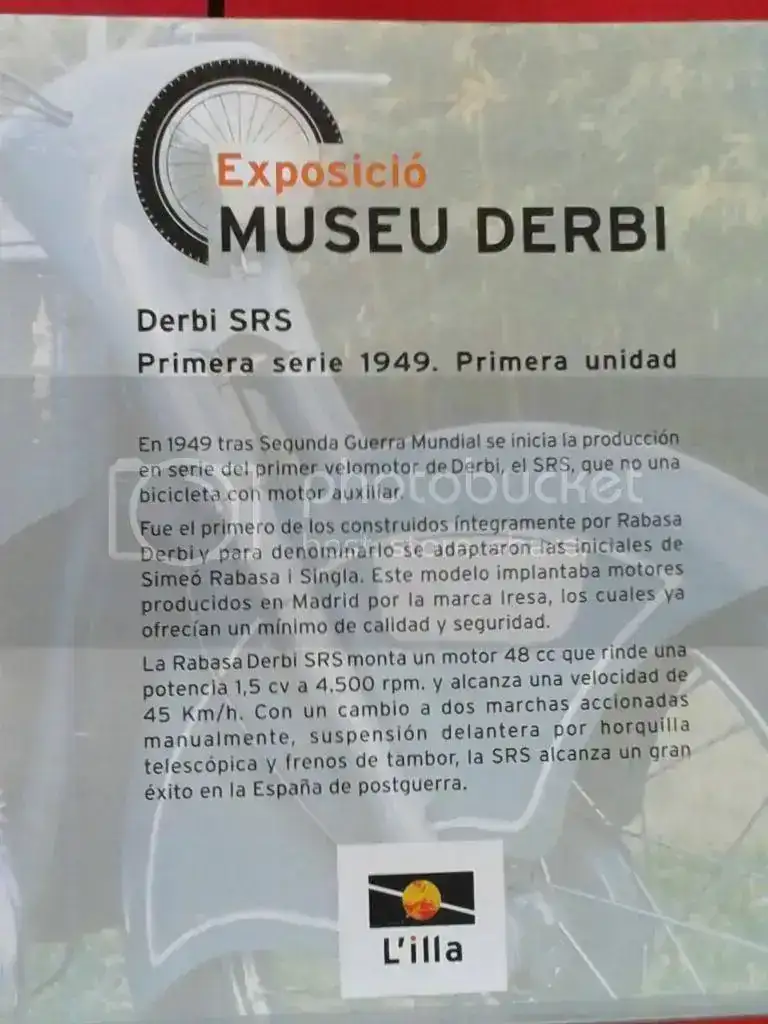 Exposició
MUSEU DERBI
Derbi SRS
Primera serie 1949. Primera unidad
En 1949 tras Segunda Guerra Mundial se inicia la producción
en serie del primer velomotor de Derbi, el SRS, que no una
bicicleta con motor auxiliar.
photobucket
Fue el primero de los construidos íntegramente por Rabasa
Derbi y para denominarlo se adaptaron las iniciales de
Simeó Rabasa i Singla. Este modelo implantaba motores
producidos en Madrid por la marca Iresa, los cuales ya
ofrecían un mínimo de calidad y seguridad.
La Rabasa Derbi SRS monta un motor 48 cc que rinde una
potencia 1,5 cv a 4.500 rpm. y alcanza una velocidad de
45 Km/h. Con un cambio a dos marchas accionadas
manualmente, suspensión delantera por horquilla
telescópica y frenos de tambor, la SRS alcanza un gran
éxito en la España de postguerra.
L'illa